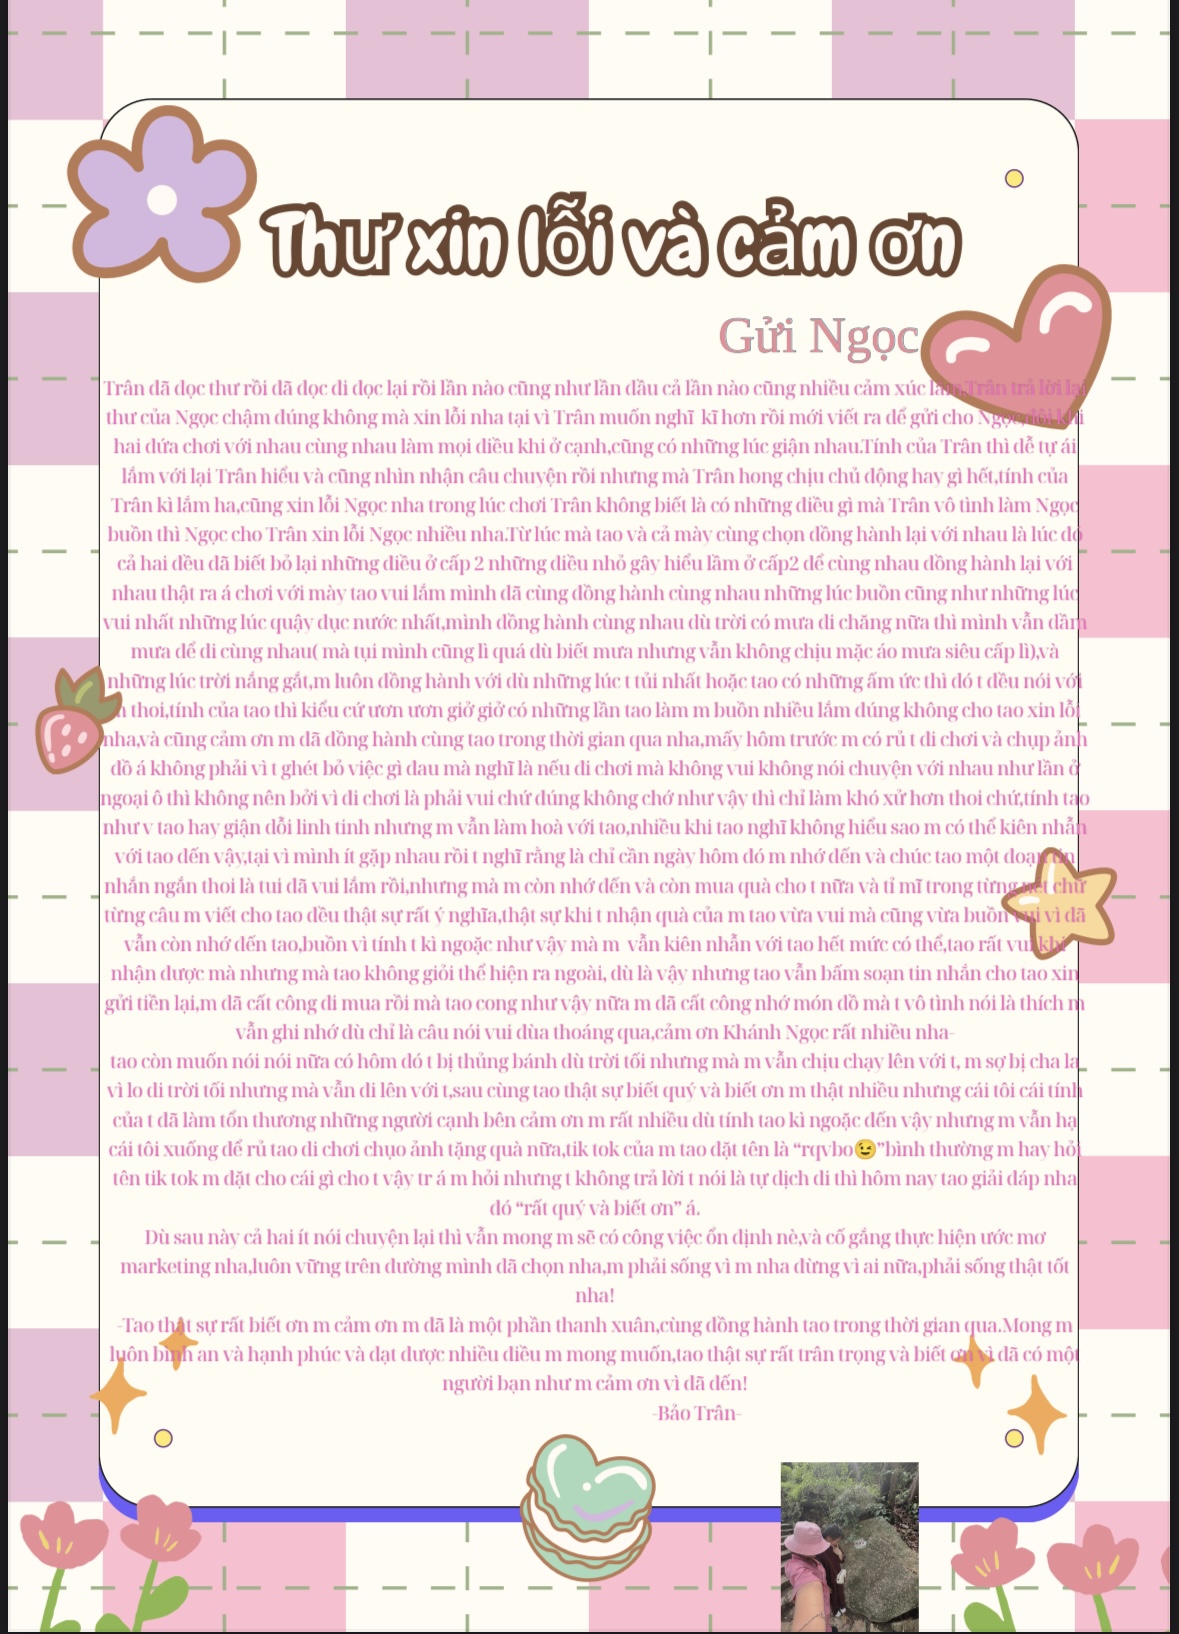 Thư xin lỗi và cảm ơn
Gửi Ngọc
Trân đã đọc thư rồi đã đọc đi đọc lại rồi lần nào cũng như lần đầu cả lần nào cũng nhiều cảm xúc lắm.Trân trả lời lại
thư của Ngọc chậm đúng không mà xin lỗi nha tại vì Trân muốn nghĩ kĩ hơn rồi mới viết ra để gửi cho Ngọc,đôi khi
hai đứa chơi với nhau cùng nhau làm mọi điều khi ở cạnh,cũng có những lúc giận nhau.Tính của Trân thì dễ tự ái
lắm với lại Trân hiểu và cũng nhìn nhận câu chuyện rồi nhưng mà Trân hong chịu chủ động hay gì hết,tính của
Trân kì lắm ha,cũng xin lỗi Ngọc nha trong lúc chơi Trân không biết là có những điều gì mà Trân vô tình làm Ngọc
buồn thì Ngọc cho Trân xin lỗi Ngọc nhiều nha.Từ lúc mà tao và cả mày cùng chọn đồng hành lại với nhau là lúc đó
cả hai đều đã biết bỏ lại những điều ở cấp 2 những điều nhỏ gây hiểu lầm ở cấp2 để cùng nhau đồng hành lại với
nhau thật ra á chơi với mày tao vui lắm mình đã cùng đồng hành cùng nhau những lúc buồn cũng như những lúc
vui nhất những lúc quậy đục nước nhất,mình đồng hành cùng nhau dù trời có mưa đi chăng nữa thì mình vẫn dầm
mưa để đi cùng nhau( mà tụi mình cũng lì quá dù biết mưa nhưng vẫn không chịu mặc áo mưa siêu cấp lì),và
những lúc trời nắng gắt,m luôn đồng hành với dù những lúc t tủi nhất hoặc tao có những ấm ức thì đó t đều nói với
m thoi,tính của tao thì kiểu cứ ươn ươn giở giở có những lần tao làm m buồn nhiều lắm đúng không cho tao xin lỗi
nha,và cũng cảm ơn m đã đồng hành cùng tao trong thời gian qua nha,mấy hôm trước m có rủ t đi chơi và chụp ảnh
đồ á không phải vì t ghét bỏ việc gì đau mà nghĩ là nếu đi chơi mà không vui không nói chuyện với nhau như lần ở
ngoại ô thì không nên bởi vì đi chơi là phải vui chứ đúng không chớ như vậy thì chỉ làm khó xử hơn thoi chứ,tính tao
như v tao hay giận dỗi linh tinh nhưng m vẫn làm hoà với tao,nhiều khi tao nghĩ không hiểu sao m có thể kiên nhẫn
với tao đến vậy,tại vì mình ít gặp nhau rồi t nghĩ rằng là chỉ cần ngày hôm đó m nhớ đến và chúc tao một đoạn tin
nhắn ngắn thoi là tui đã vui lắm rồi,nhưng mà m còn nhớ đến và còn mua quà cho t nữa và tỉ mĩ trong từng nét chữ
từng câu m viết cho tao đều thật sự rất ý nghĩa,thật sự khi t nhận quà của m tao vừa vui mà cũng vừa buồn vui vì đã
vẫn còn nhớ đến tao,buồn vì tính t kì ngoặc như vậy mà m vẫn kiên nhẫn với tao hết mức có thể,tao rất vui khi
nhận được mà nhưng mà tao không giỏi thể hiện ra ngoài, dù là vậy nhưng tao vẫn bấm soạn tin nhắn cho tao xin
gửi tiền lại,m đã cất công đi mua rồi mà tao cong như vậy nữa m đã cất công nhớ món đồ mà t vô tình nói là thích m
vẫn ghi nhớ dù chỉ là câu nói vui đùa thoáng qua,cảm ơn Khánh Ngọc rất nhiều nha-
tao còn muốn nói nói nữa có hôm đó t bị thủng bánh dù trời tối nhưng mà m vẫn chịu chạy lên với t, m sợ bị cha la
vì lo đi trời tối nhưng mà vẫn đi lên với t,sau cùng tao thật sự biết quý và biết ơn m thật nhiều nhưng cái tôi cái tính
của t đã làm tổn thương những người cạnh bên cảm ơn m rất nhiều dù tính tao kì ngoặc đến vậy nhưng m vẫn hạ
cái tôi xuống để rủ tao đi chơi chụo ảnh tặng quà nữa,tik tok của m tao đặt tên là “rqvbo😉”bình thường m hay hỏi
tên tik tok m đặt cho cái gì cho t vậy tr á m hỏi nhưng t không trả lời t nói là tự dịch đi thì hôm nay tao giải đáp nha
đó “rất quý và biết ơn” á.
Dù sau này cả hai ít nói chuyện lại thì vẫn mong m sẽ có công việc ổn định nè,và cố gắng thực hiện ước mơ
marketing nha,luôn vững trên đường mình đã chọn nha,m phải sống vì m nha đừng vì ai nữa,phải sống thật tốt
nha!
-Tao thật sự rất biết ơn m cảm ơn m đã là một phần thanh xuân,cùng đồng hành tao trong thời gian qua.Mong m
luôn bình an và hạnh phúc và đạt được nhiều điều m mong muốn,tao thật sự rất trân trọng và biết ơn vì đã có một
người bạn như m cảm ơn vì đã đến!
-Bảo Trân-